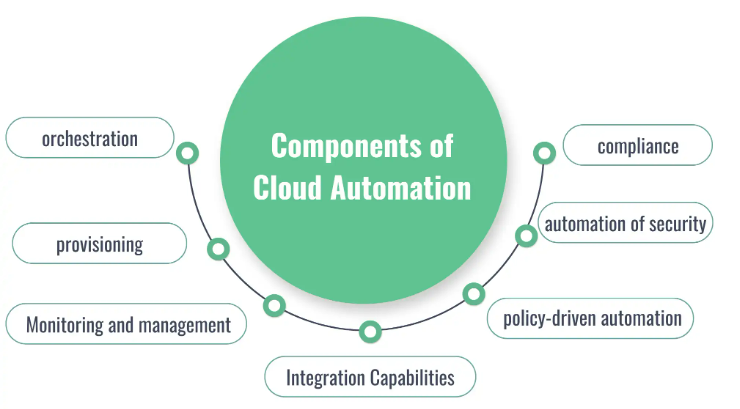 Components of
Cloud Automation
orchestration
provisioning
Monitoring and management
Integration Capabilities
policy-driven automation
automation of security
compliance